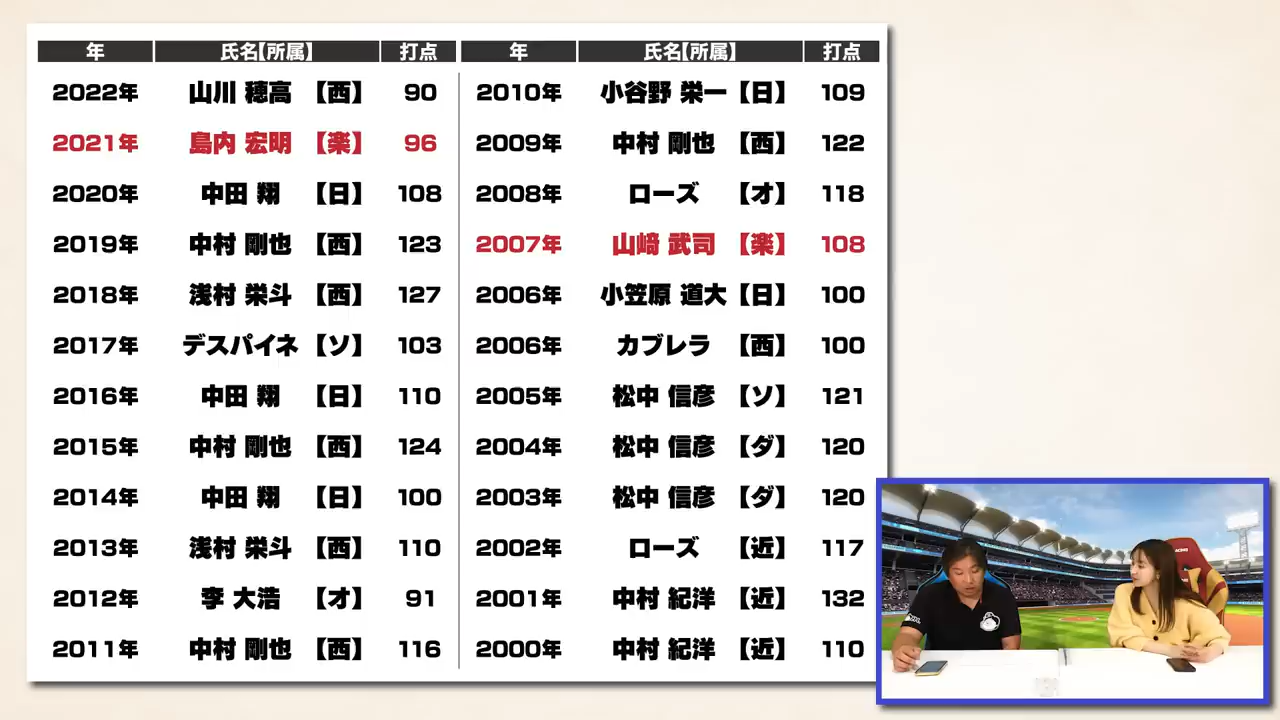 年 氏名【所属】 打点
2022年 山川 穂高 【西】 90
2021年 島内 宏明 【楽】 96
2020年 中田 翔 【日】 108
2019年 中村 剛也 【西】 123
2018年 浅村 栄斗 【西】 127
2017年 デスパイネ 【ソ】 103
2016年 中田 翔 【日】 110
2015年 中村 剛也 【西】 124
2014年 中田 翔 【日】 100
2013年 浅村 栄斗 【西】 110
2012年 李 大浩 【オ】 91
2011年 中村 剛也 【西】 116
年 氏名【所属】 打点
2010年 小谷野 栄一【日】 109
2009年 中村 剛也 【西】 122
2008年 ローズ 【オ】 118
2007年 山﨑 武司 【楽】 108
2006年 小笠原 道大【日】 100
2006年 カブレラ 【西】 100
2005年 松中 信彦 【ソ】 121
2004年 松中 信彦 【ダ】 120
2003年 松中 信彦 【ダ】 120
2002年 ローズ 【近】 117
2001年 中村 紀洋 【近】 132
2000年 中村 紀洋 【近】 110